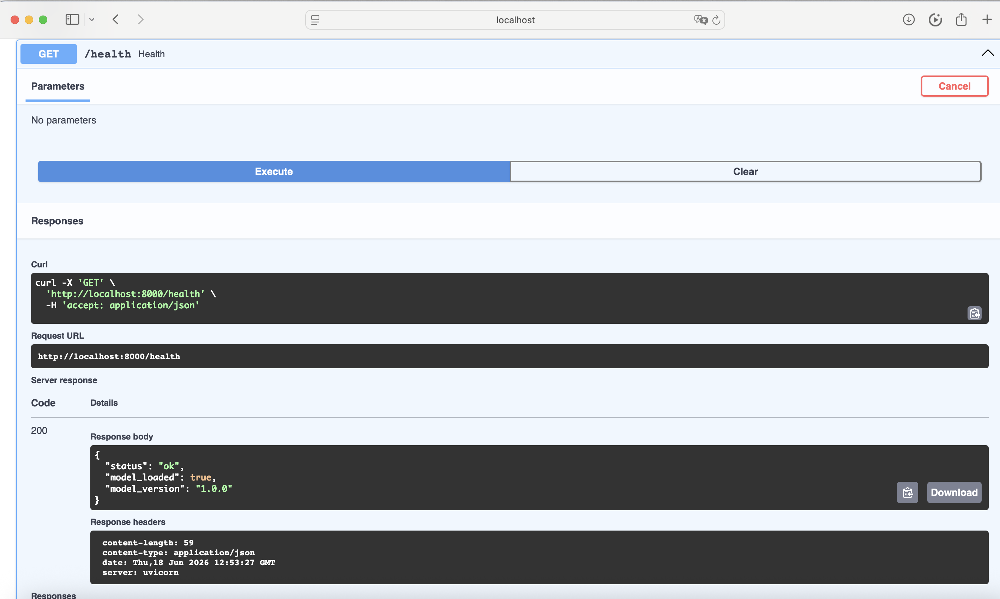 localhost
GET /health Health
Parameters
Cancel
No parameters
Execute
Clear
Responses
Curl
curl -X 'GET' \
  'http://localhost:8000/health' \
  -H 'accept: application/json'
Request URL
http://localhost:8000/health
Server response
Code Details
200
Response body
{
  "status": "ok",
  "model_loaded": true,
  "model_version": "1.0.0"
}
Download
Response headers
content-length: 59
content-type: application/json
date: Thu,18 Jun 2026 12:53:27 GMT
server: uvicorn
Responses